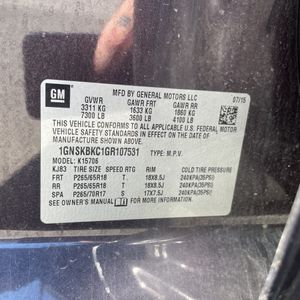 GM
MFD BY GENERAL MOTORS LLC
07/15
GVWR GAWR FRT GAWR RR
3311 KG 1633 KG 1860 KG
7300 LB 3600 LB 4100 LB
THIS VEHICLE CONFORMS TO ALL APPLICABLE U.S. FEDERAL
MOTOR VEHICLE SAFETY STANDARDS IN EFFECT ON THE DATE OF
MANUFACTURE SHOWN ABOVE.
1GNSKBKC1GR107531 TYPE: M.P.V.
MODEL: K15706
KJ83 TIRE SIZE SPEED RTG RIM COLD TIRE PRESSURE
FRT P265/65R18 T 18X8.5J 240KPA(35PSI)
RR P265/65R18 T 18X8.5J 240KPA(35PSI)
SPA P265/70R17 S 17X7.5J 240KPA(35PSI)
SEE OWNER'S MANUAL FOR MORE INFORMATION.